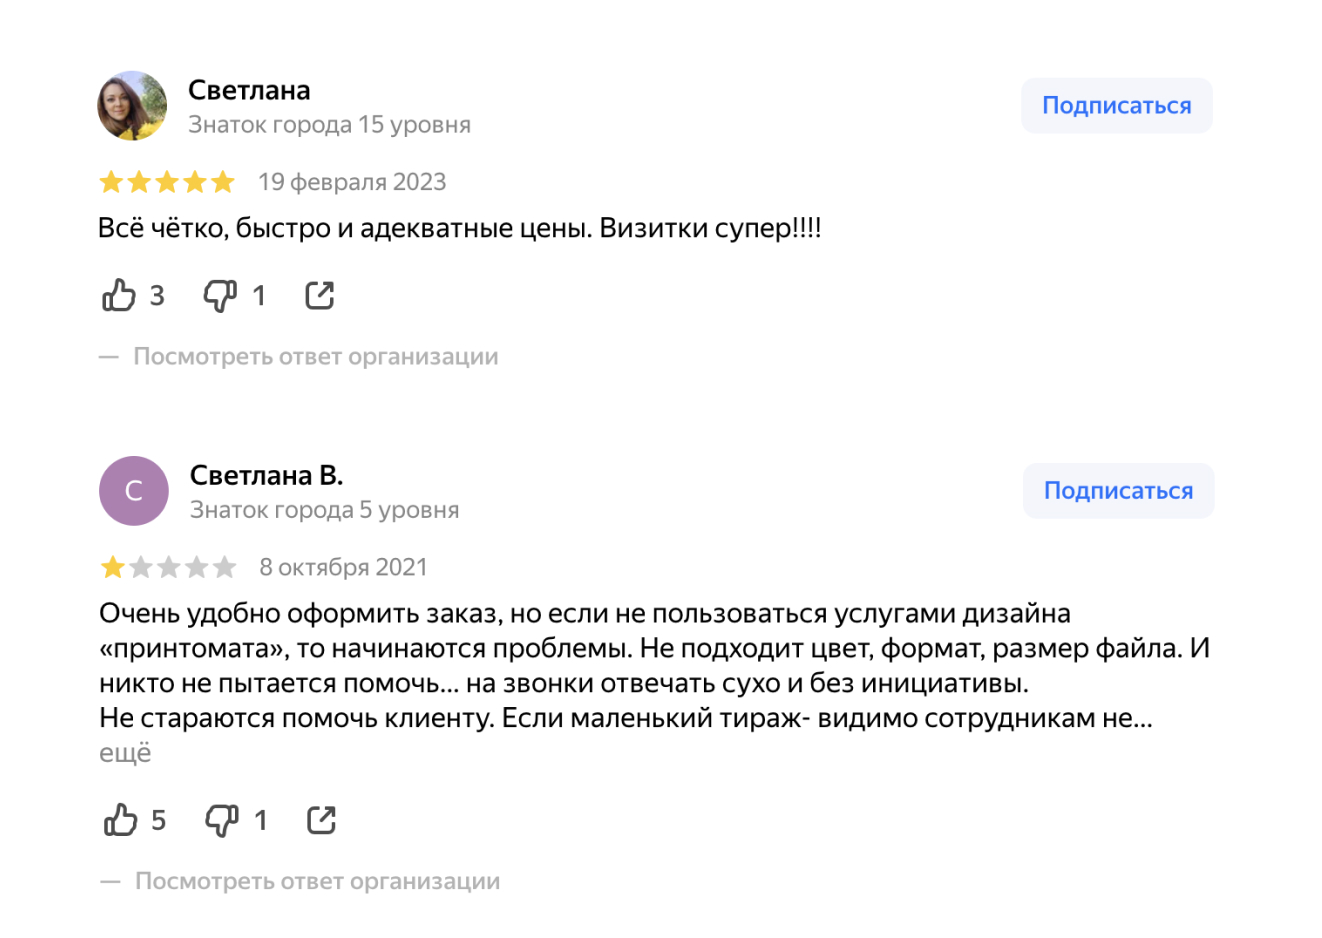 Светлана
Знаток города 15 уровня
Подписаться
19 февраля 2023
Всё чётко, быстро и адекватные цены. Визитки супер!!!!
3 1
— Посмотреть ответ организации
С
Светлана В.
Знаток города 5 уровня
Подписаться
8 октября 2021
Очень удобно оформить заказ, но если не пользоваться услугами дизайна
«принтомата», то начинаются проблемы. Не подходит цвет, формат, размер файла. И
никто не пытается помочь... на звонки отвечать сухо и без инициативы.
Не стараются помочь клиенту. Если маленький тираж- видимо сотрудникам не...
ещё
5 1
— Посмотреть ответ организации